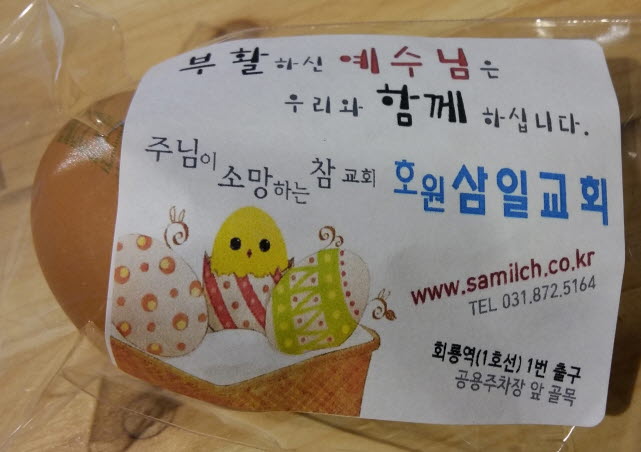 부활하신 예수님은
우리와 함께 하십니다.
주님이 소망하는 참 교회 호원삼일교회
www.samilch.co.kr
TEL 031.872.5164
회룡역(1호선) 1번 출구
공용주차장 앞 골목